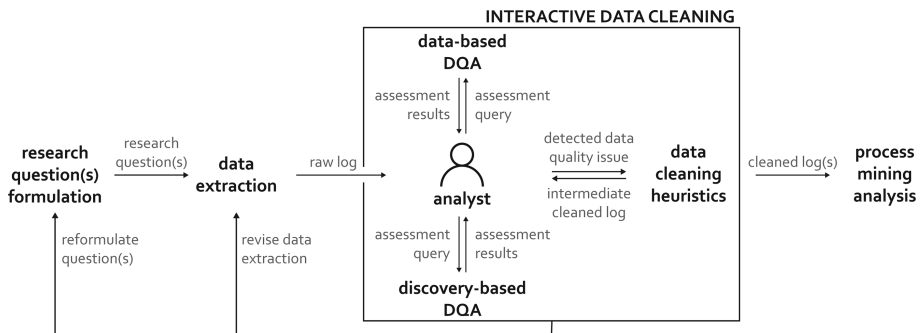 INTERACTIVE DATA CLEANING
data-based
DQA
assessment
results
assessment
query
research
question(s)
formulation
research
question(s)
data
extraction
raw log
analyst
detected data
quality issue
intermediate
cleaned log
data
cleaning
heuristics
cleaned log(s)
process
mining
analysis
reformulate
question(s)
revise data
extraction
assessment
query
assessment
results
discovery-based
DQA